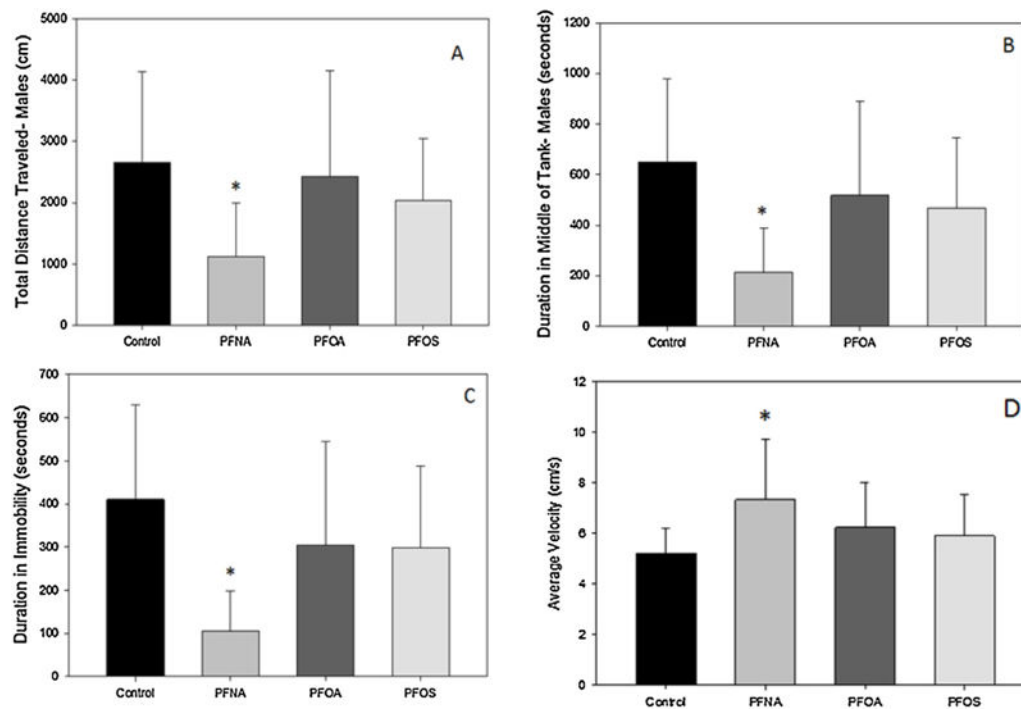 A
Total Distance Traveled- Males (cm)
5000
4000
3000
2000
1000
0
*
Control PFNA PFOA PFOS
B
Duration in Middle of Tank- Males (seconds)
1200
1000
800
600
400
200
0
*
Control PFNA PFOA PFOS
C
Duration in Immobility (seconds)
700
600
500
400
300
200
100
0
*
Control PFNA PFOA PFOS
D
Average Velocity (cm/s)
12
10
8
6
4
2
0
*
Control PFNA PFOA PFOS